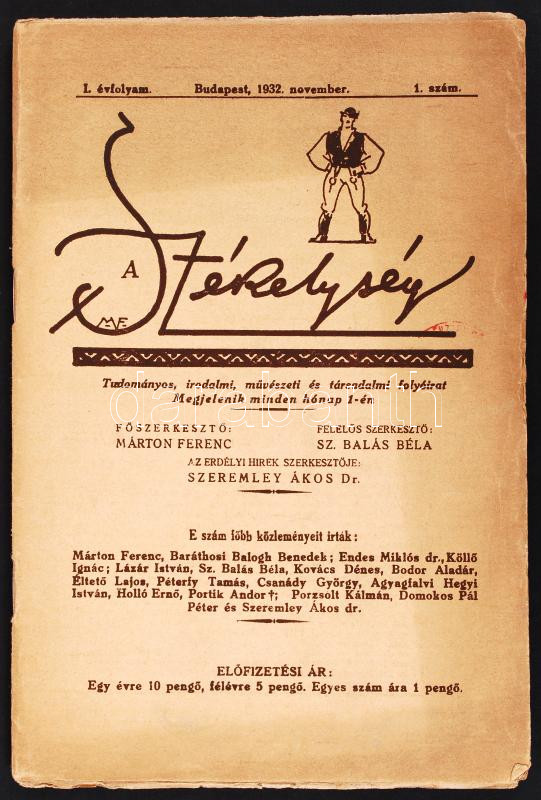 I. évfolyam. Budapest, 1932. november. 1. szám.
A Székelység
MVF
Tudományos, irodalmi, művészeti és társadalmi folyóirat
Megjelenik minden hónap 1-én
darabanth
FŐSZERKESZTŐ: FELELŐS SZERKESZTŐ:
MÁRTON FERENC SZ. BALÁS BÉLA
AZ ERDÉLYI HIREK SZERKESZTŐJE:
SZEREMLEY ÁKOS Dr.
E szám főbb közleményeit irták:
Márton Ferenc, Baráthosi Balogh Benedek; Endes Miklós dr., Köllő
Ignác; Lázár István, Sz. Balás Béla, Kovács Dénes, Bodor Aladár,
Éltető Lajos, Péterfy Tamás, Csanády György, Agyagfalvi Hegyi
István, Holló Ernő, Portik Andor†; Porzsolt Kálmán, Domokos Pál
Péter és Szeremley Ákos dr.
ELŐFIZETÉSI ÁR:
Egy évre 10 pengő, félévre 5 pengő. Egyes szám ára 1 pengő.